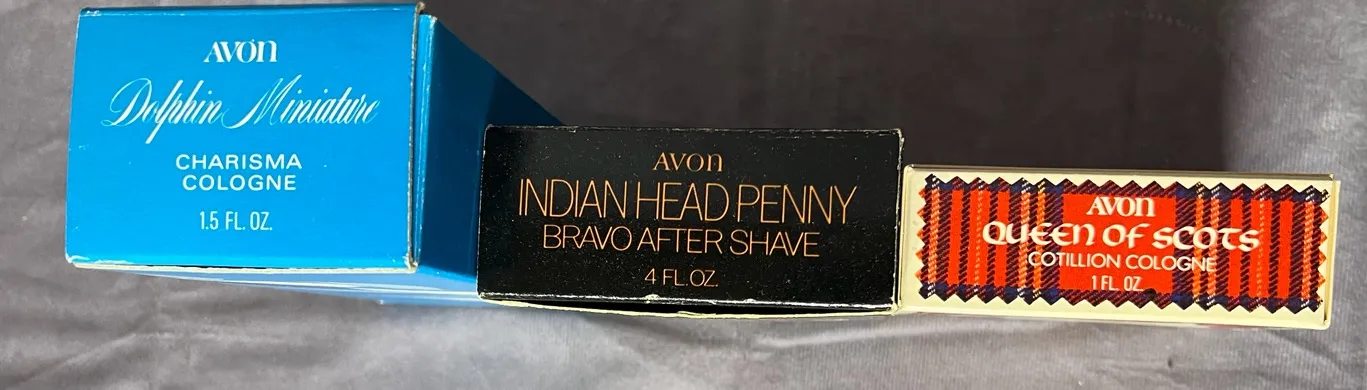 AVON
Dolphin Miniature
CHARISMA
COLOGNE
1.5 FL. OZ.
AVON
INDIAN HEAD PENNY
BRAVO AFTER SHAVE
4 FL. OZ.
AVON
QUEEN OF SCOTS
COTILLION COLOGNE
1 FL. OZ